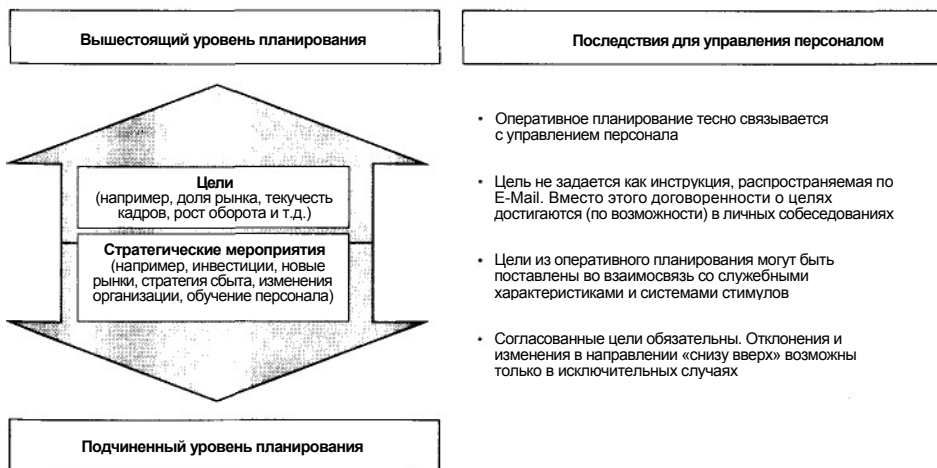 Вышестоящий уровень планирования
Цели
(например, доля рынка, текучесть
кадров, рост оборота и т.д.)
Стратегические мероприятия
(например, инвестиции, новые
рынки, стратегия сбыта, изменения
организации, обучение персонала)
Подчиненный уровень планирования
Последствия для управления персоналом
• Оперативное планирование тесно связывается
с управлением персонала
• Цель не задается как инструкция, распространяемая по
E-Mail. Вместо этого договоренности о целях
достигаются (по возможности) в личных собеседованиях
• Цели из оперативного планирования могут быть
поставлены во взаимосвязь со служебными
характеристиками и системами стимулов
• Согласованные цели обязательны. Отклонения и
изменения в направлении «снизу вверх» возможны
только в исключительных случаях